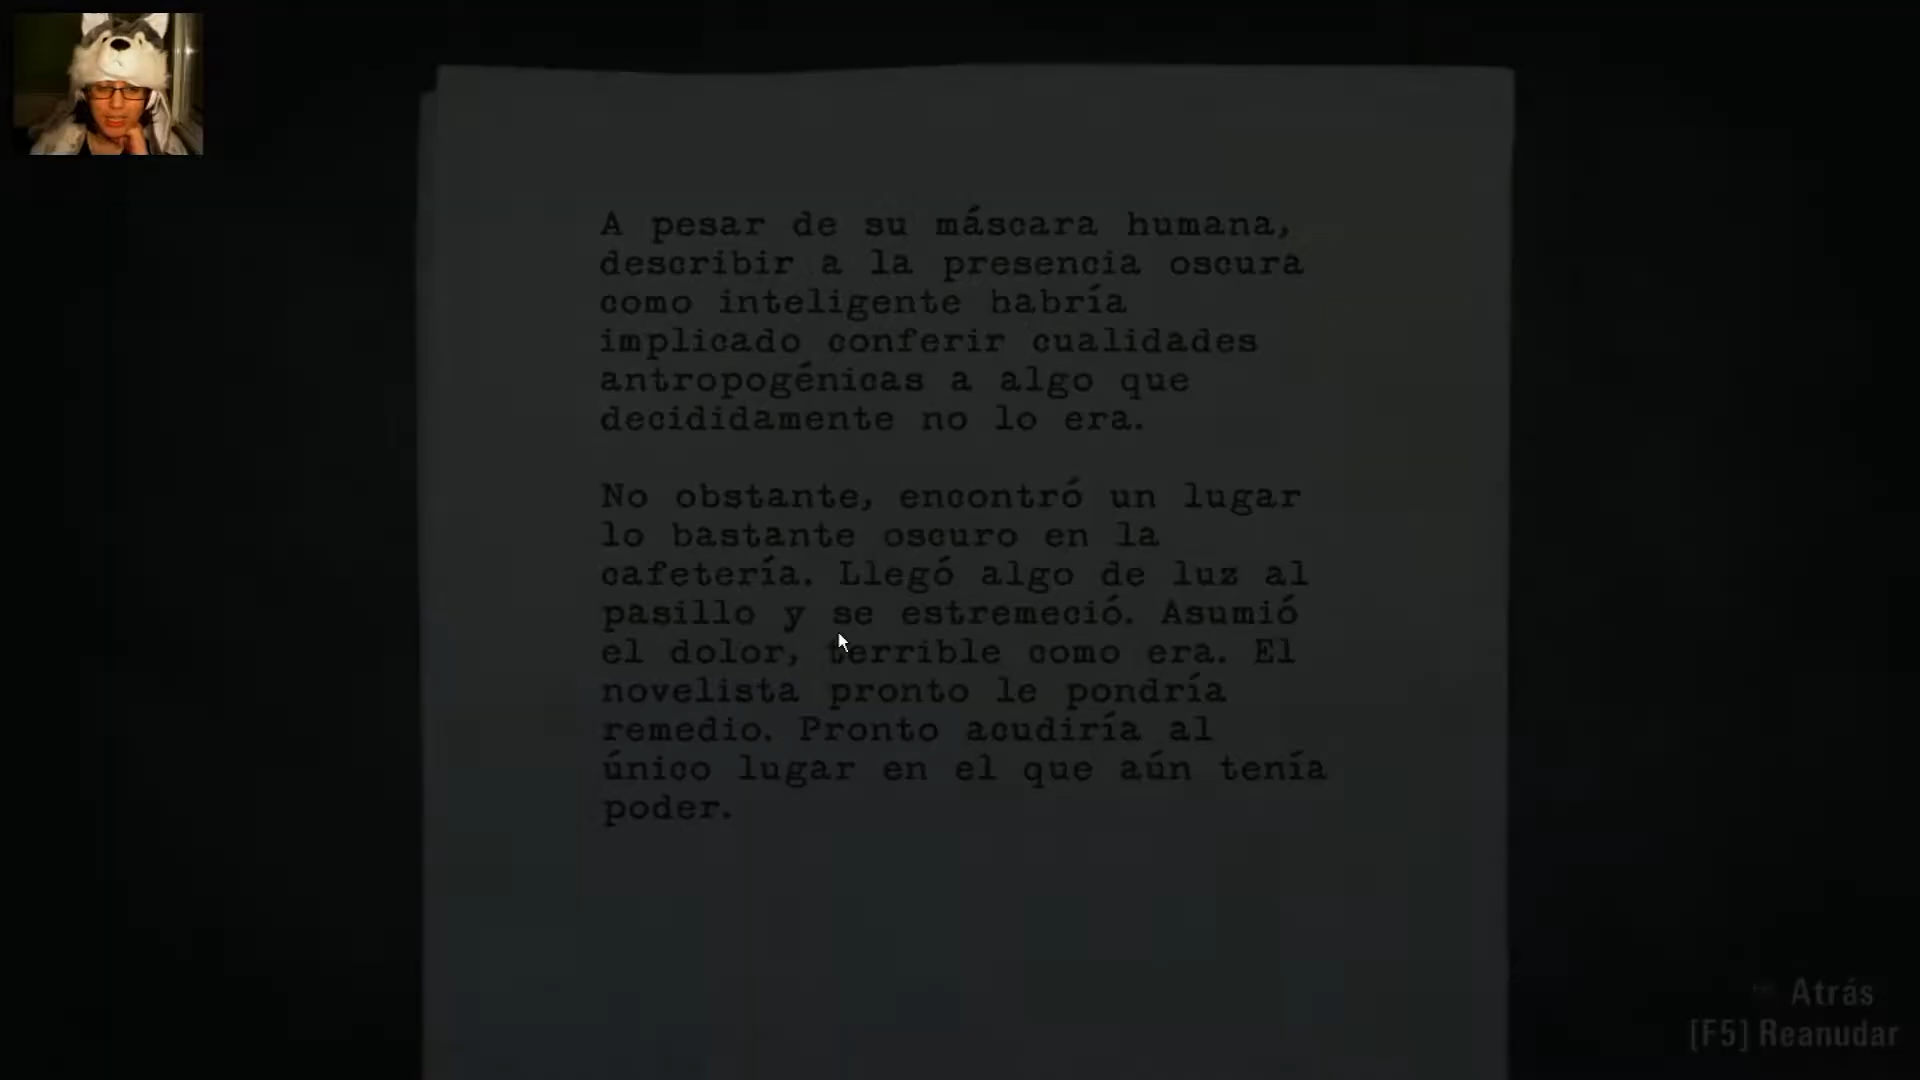 A pesar de su máscara humana,
describir a la presencia oscura
como inteligente habría
implicado conferir cualidades
antropogénicas a algo que
decididamente no lo era.
No obstante, encontró un lugar
lo bastante oscuro en la
cafetería. Llegó algo de luz al
pasillo y se estremeció. Asumió
el dolor, terrible como era. El
novelista pronto le pondría
remedio. Pronto acudiría al
único lugar en el que aún tenía
poder.
Atrás
[F5] Reanudar